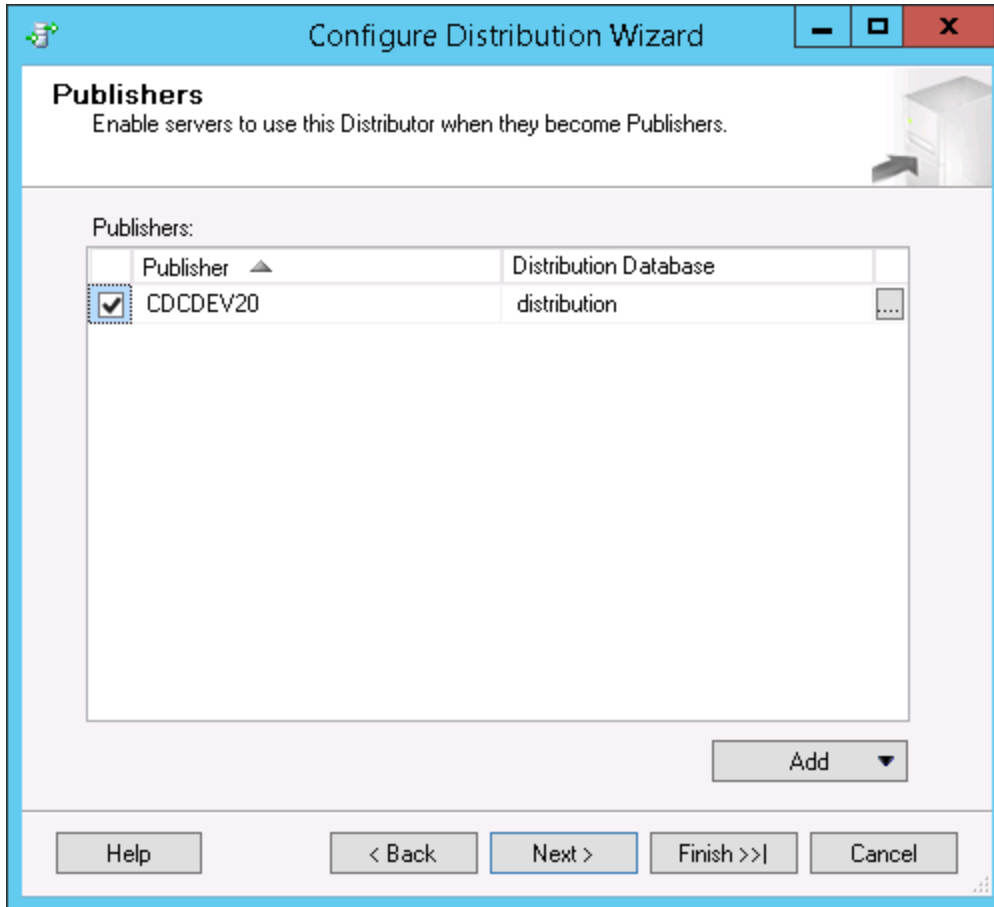 Configure Distribution Wizard
Publishers
Enable servers to use this Distributor when they become Publishers.
Publishers:
Publisher Distribution Database
CDCDEV20 distribution ....
Add
Help < Back Next > Finish >>| Cancel